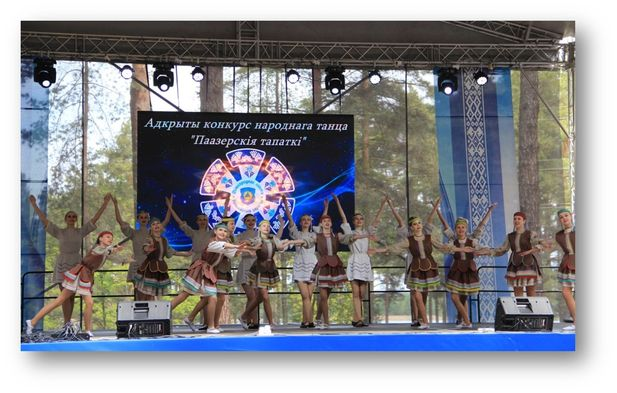 Адкрыты конкурс народнага танца
"Паазерскія тапаткі"